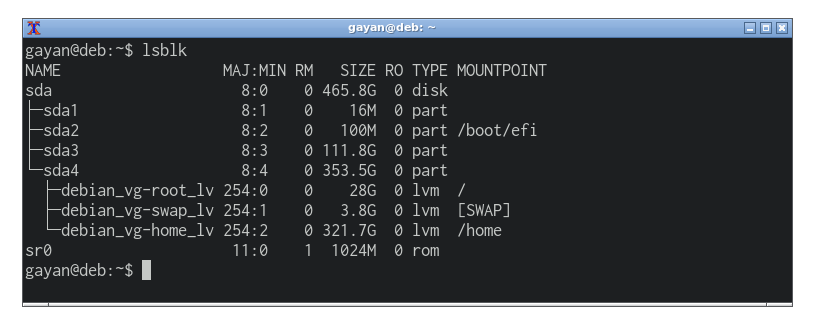 gayan@deb: ~
gayan@deb:~$ lsblk
NAME                  MAJ:MIN RM   SIZE RO TYPE MOUNTPOINT
sda                     8:0    0 465.8G  0 disk
├─sda1                  8:1    0    16M  0 part
├─sda2                  8:2    0   100M  0 part /boot/efi
├─sda3                  8:3    0 111.8G  0 part
└─sda4                  8:4    0 353.5G  0 part
  ├─debian_vg-root_lv 254:0    0    28G  0 lvm  /
  ├─debian_vg-swap_lv 254:1    0   3.8G  0 lvm  [SWAP]
  └─debian_vg-home_lv 254:2    0 321.7G  0 lvm  /home
sr0                    11:0    1  1024M  0 rom
gayan@deb:~$